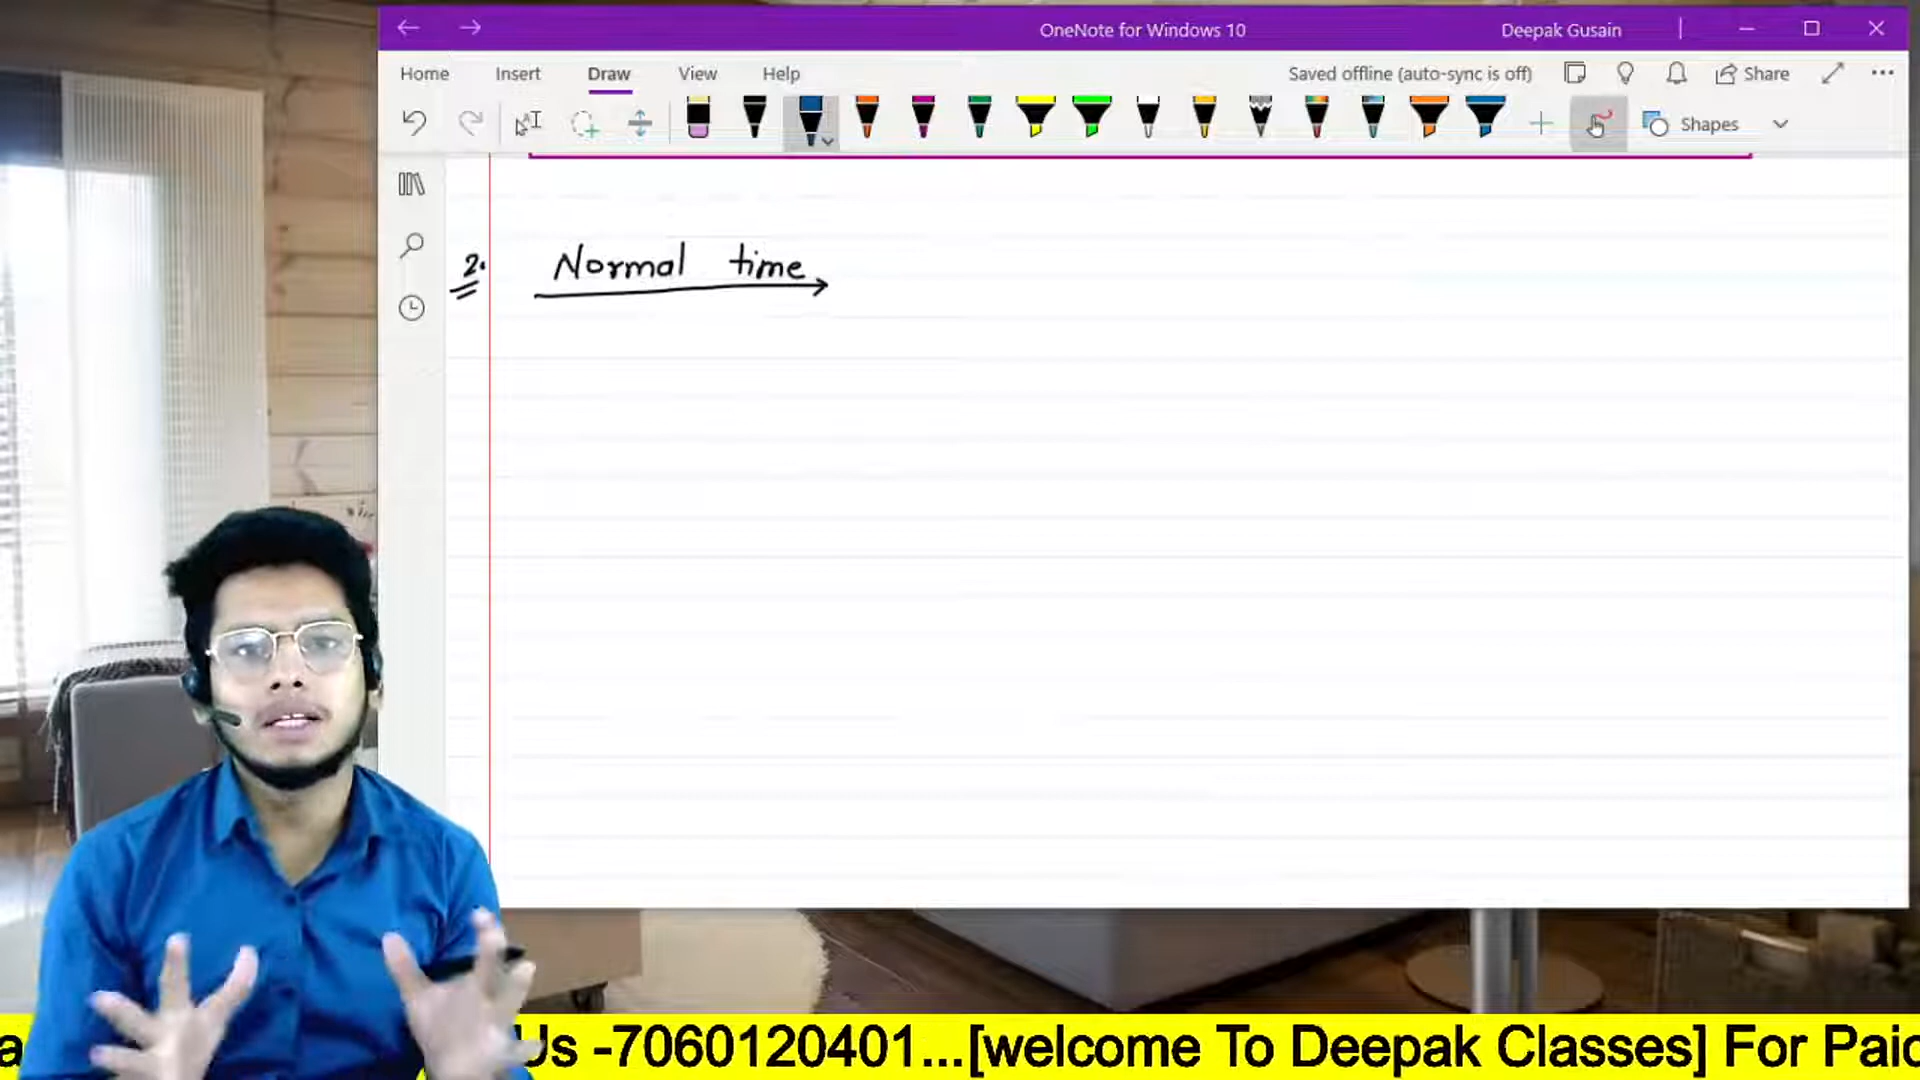 OneNote for Windows 10
Deepak Gusain
Home Insert Draw View Help
Saved offline (auto-sync is off)
Share
Shapes
2. Normal time
a Us -7060120401...[welcome To Deepak Classes] For Paid